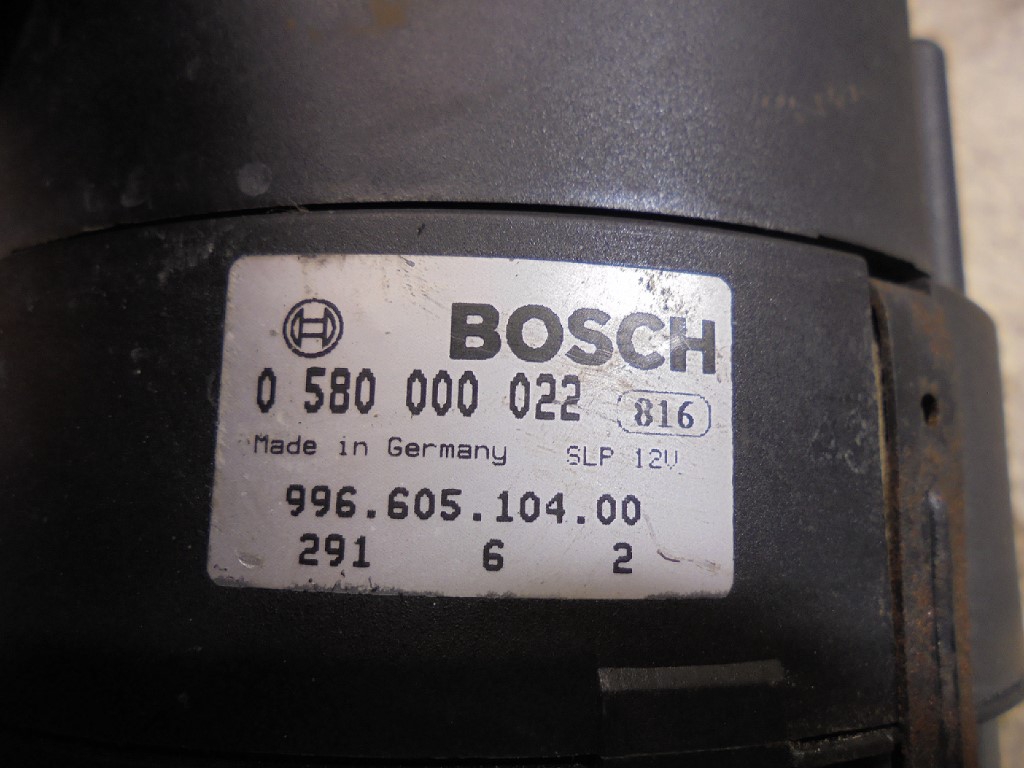 BOSCH
0 580 000 022 816
Made in Germany SLP 12V
996.605.104.00
291 6 2